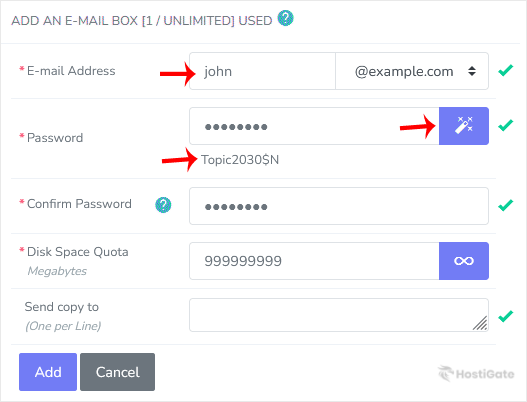 ADD AN E-MAIL BOX [1 / UNLIMITED] USED ?
* E-mail Address john @example.com
* Password ••••••••
Topic2030$N
* Confirm Password ? ••••••••
* Disk Space Quota 999999999
Megabytes
Send copy to
(One per Line)
Add Cancel
HostiGate